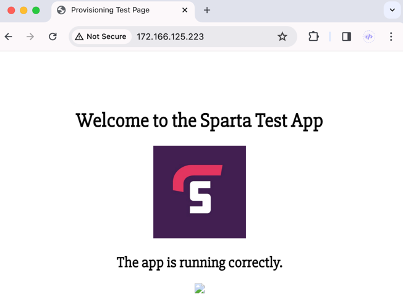 Provisioning Test Page
Not Secure
172.166.125.223
Welcome to the Sparta Test App
S
The app is running correctly.